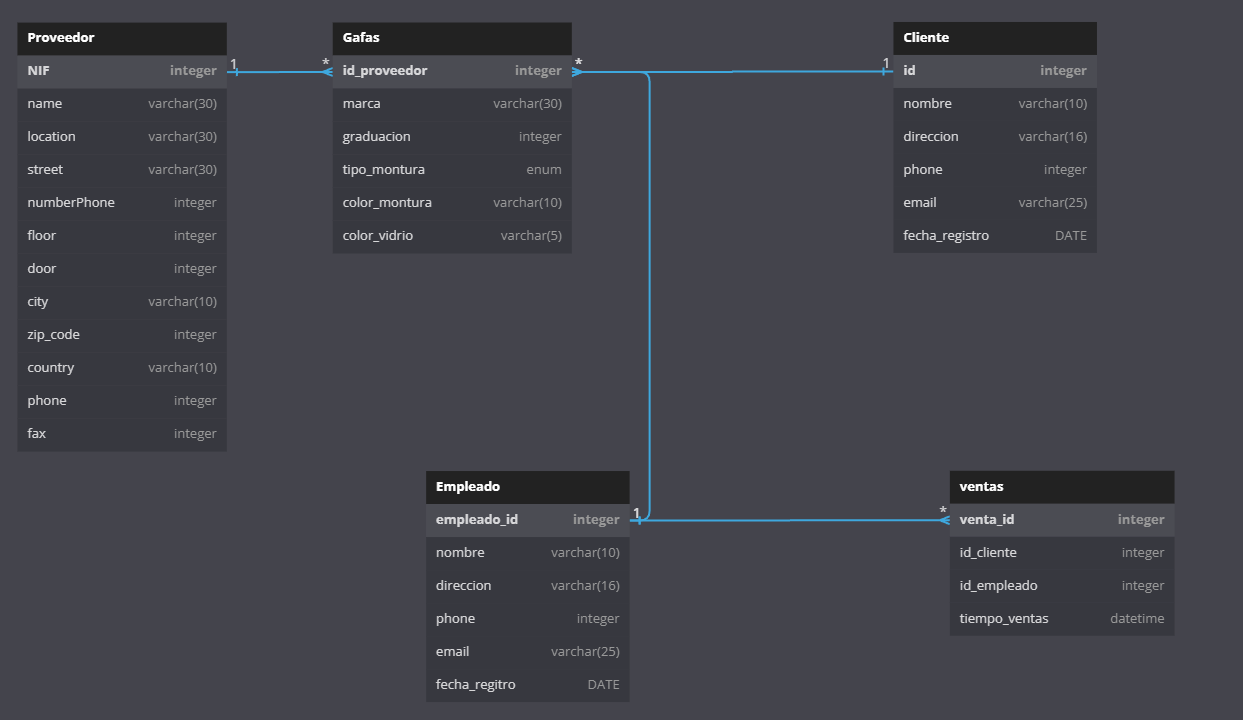 Proveedor
NIF integer
name varchar(30)
location varchar(30)
street varchar(30)
numberPhone integer
floor integer
door integer
city varchar(10)
zip_code integer
country varchar(10)
phone integer
fax integer
1 *
Gafas
id_proveedor integer
marca varchar(30)
graduacion integer
tipo_montura enum
color_montura varchar(10)
color_vidrio varchar(5)
* 1
Cliente
id integer
nombre varchar(10)
direccion varchar(16)
phone integer
email varchar(25)
fecha_registro DATE
Empleado
empleado_id integer
nombre varchar(10)
direccion varchar(16)
phone integer
email varchar(25)
fecha_regitro DATE
1 *
ventas
venta_id integer
id_cliente integer
id_empleado integer
tiempo_ventas datetime